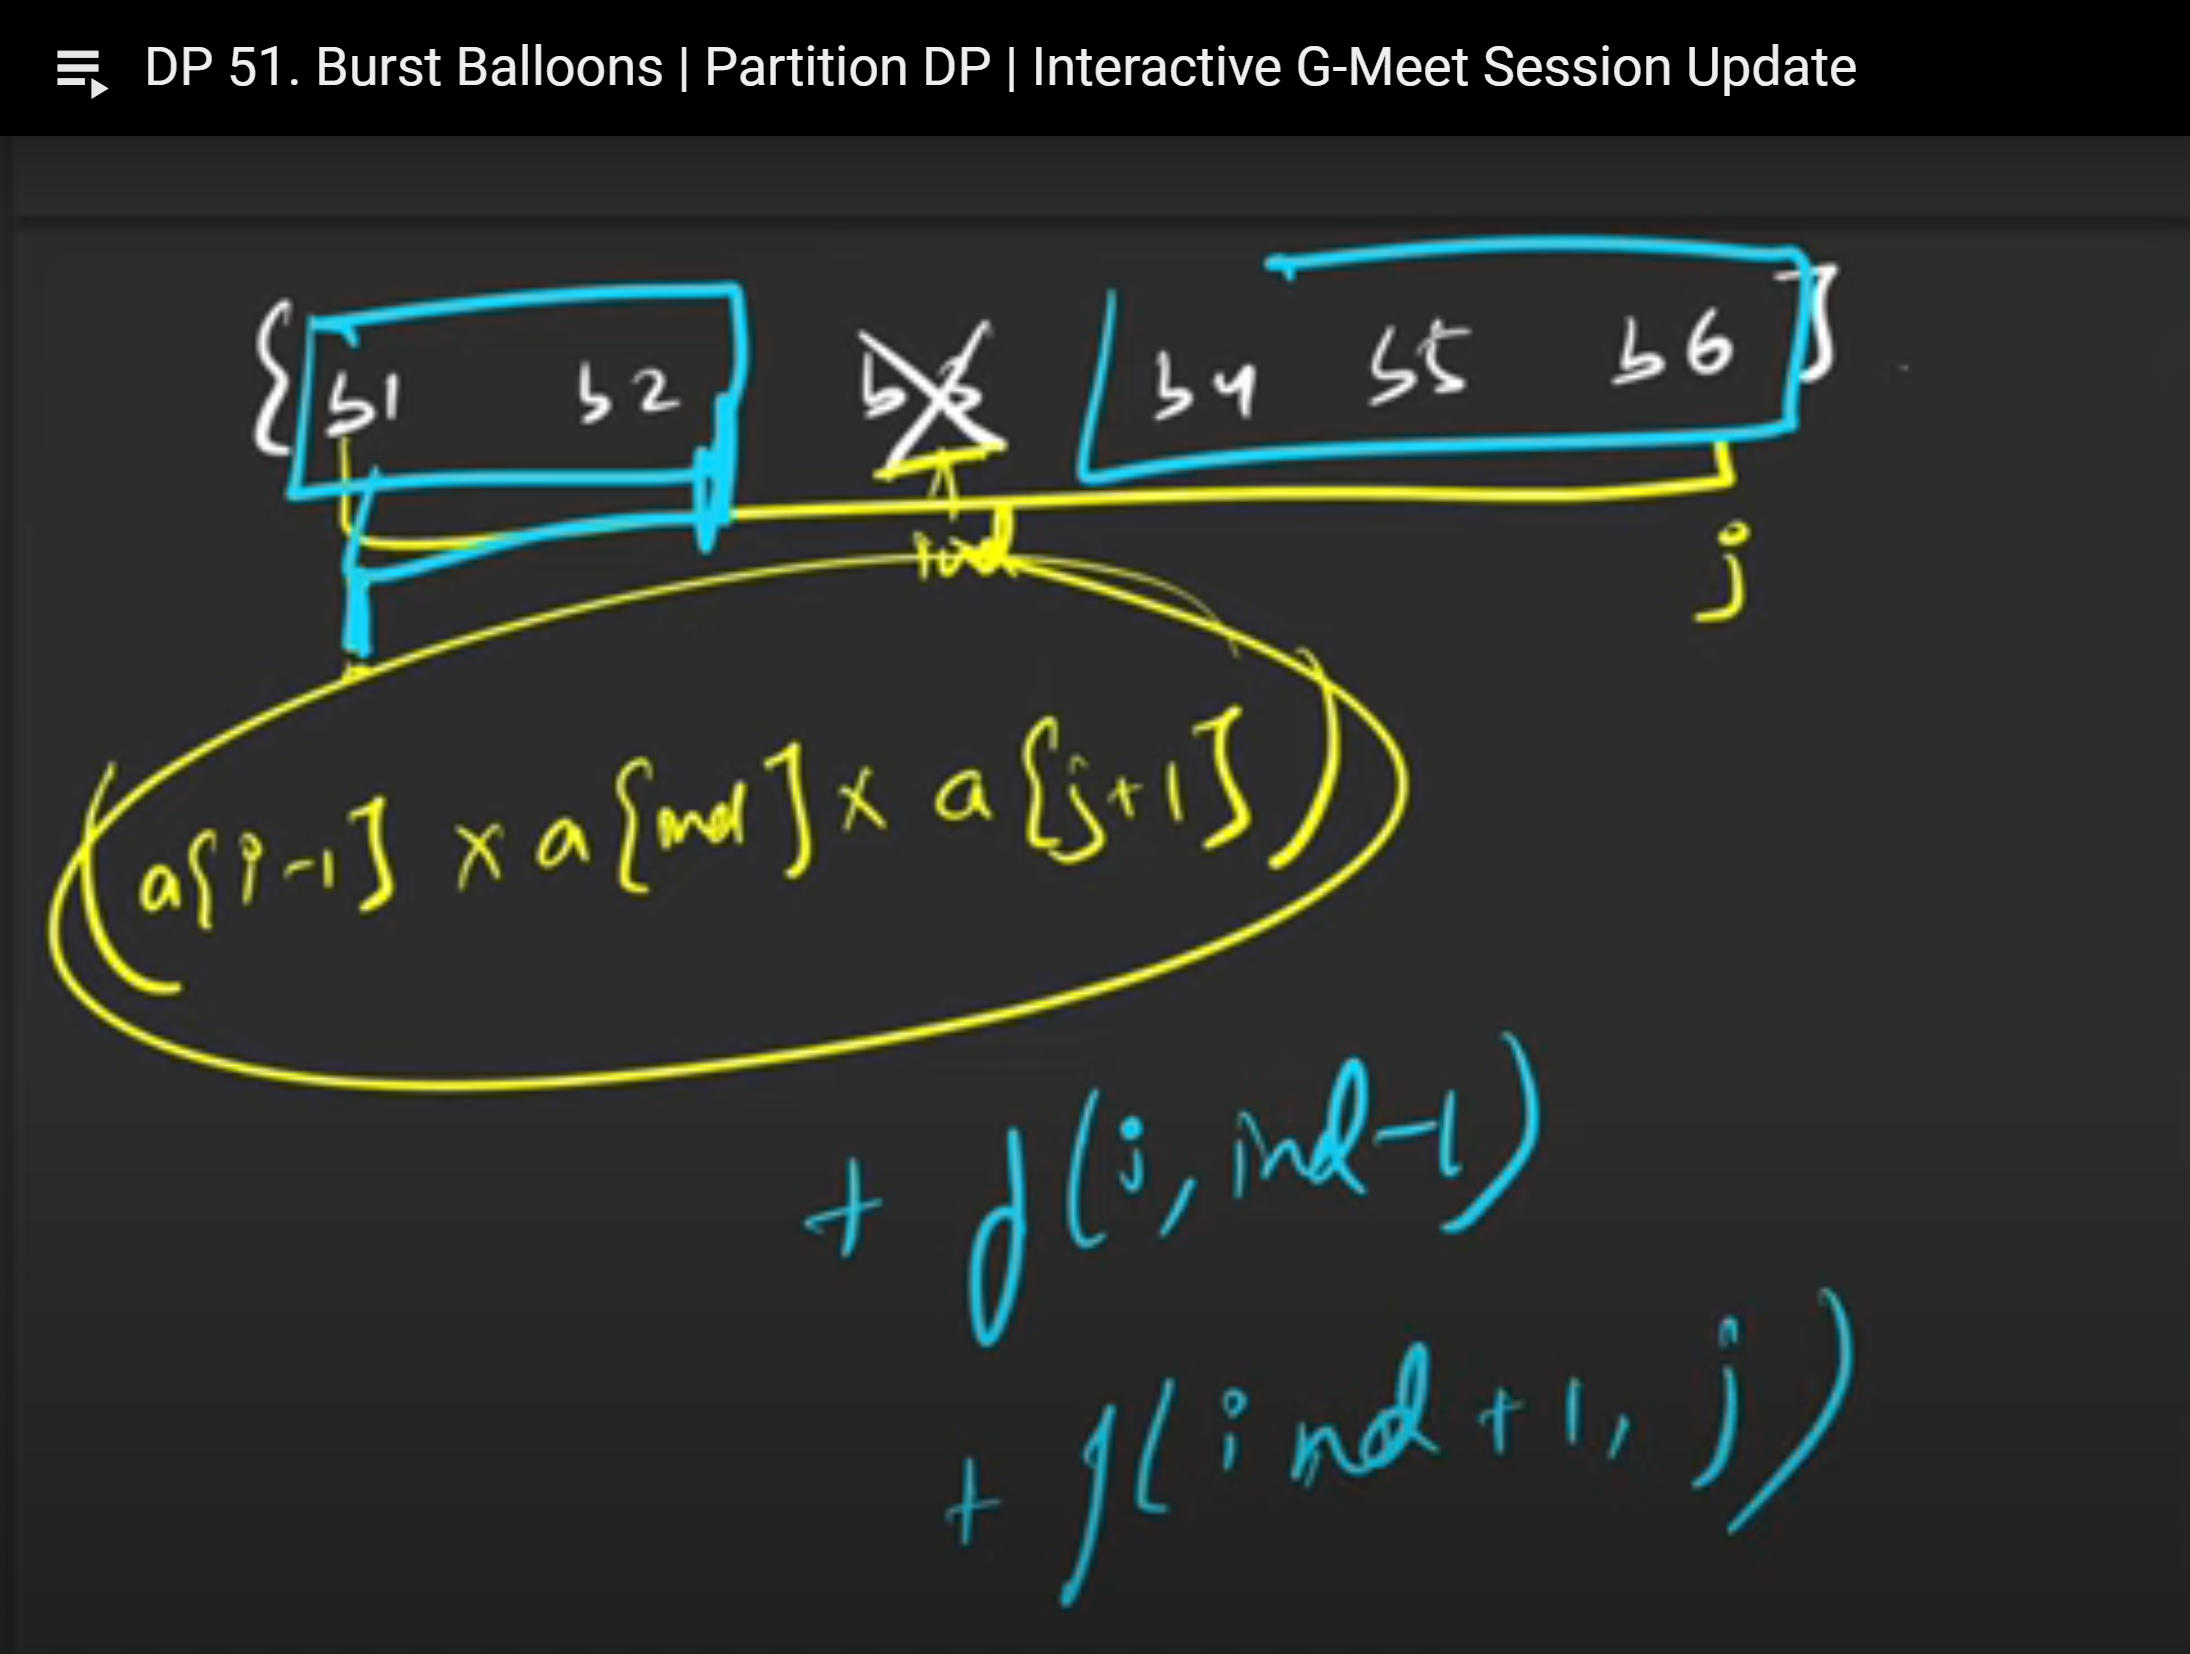 DP 51. Burst Balloons | Partition DP | Interactive G-Meet Session Update
{ b1 b2 b3 b4 b5 b6 ]
ind j
a[i-1] x a[ind] x a[j+1])
+ f(i, ind-1)
+ f(ind+1, j)